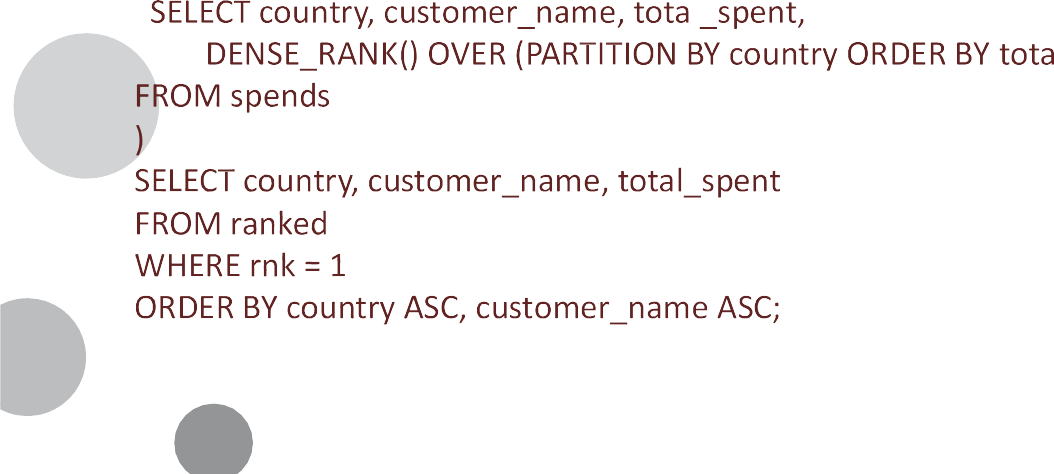 SELECT country, customer_name, tota _spent,
DENSE_RANK() OVER (PARTITION BY country ORDER BY tota
FROM spends
)
SELECT country, customer_name, total_spent
FROM ranked
WHERE rnk = 1
ORDER BY country ASC, customer_name ASC;